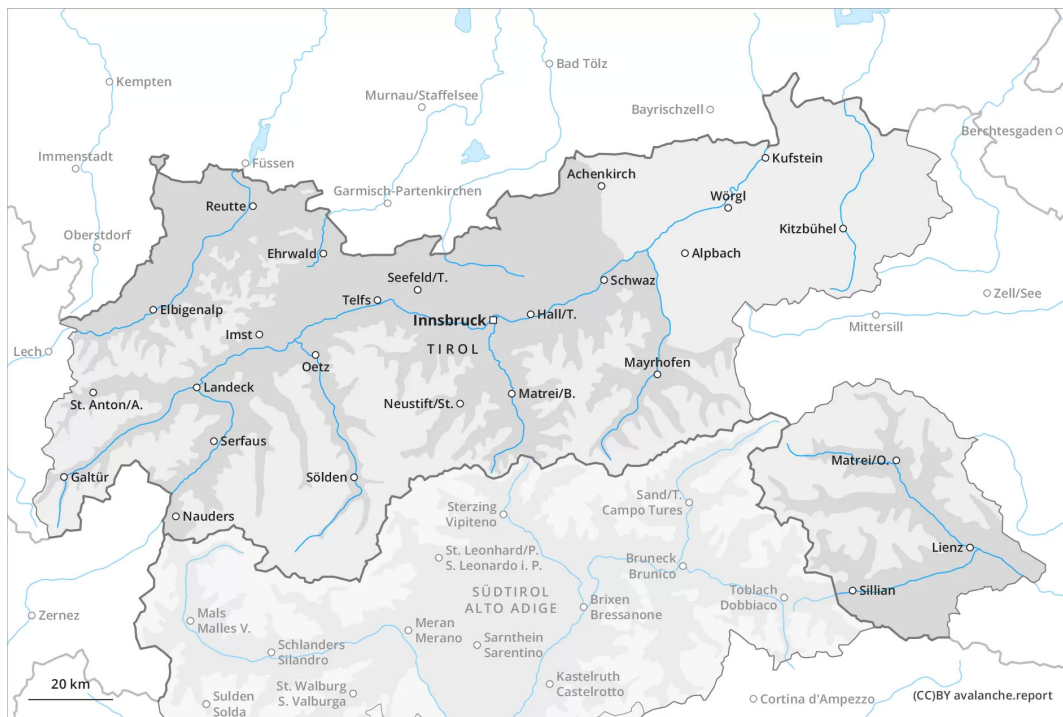 Kempten
Bad Tölz
Murnau/Staffelsee
Bayrischzell
Berchtesgaden
Immenstadt
Füssen
Kufstein
Achenkirch
Garmisch-Partenkirchen
Reutte
Wörgl
Kitzbühel
Oberstdorf
Ehrwald
Alpbach
Seefeld/T.
Schwaz
Zell/See
Telfs
Elbigenalp
Innsbruck
Hall/T.
Mittersill
Imst
TIROL
Lech
Oetz
Mayrhofen
Landeck
St. Anton/A.
Neustift/St.
Matrei/B.
Serfaus
Matrei/O.
Galtür
Sölden
Sand/T.
Campo Tures
Sterzing
Vipiteno
Nauders
Lienz
St. Leonhard/P.
S. Leonardo i. P.
Bruneck
Brunico
SÜDTIROL
ALTO ADIGE
Toblach
Dobbiaco
Sillian
Brixen
Bressanone
Zernez
Mals
Malles V.
Meran
Merano
Sarnthein
Sarentino
Schlanders
Silandro
20 km
Sulden
Solda
St. Walburg
S. Valburga
Kastelruth
Castelrotto
Cortina d'Ampezzo
(CC)BY avalanche.report